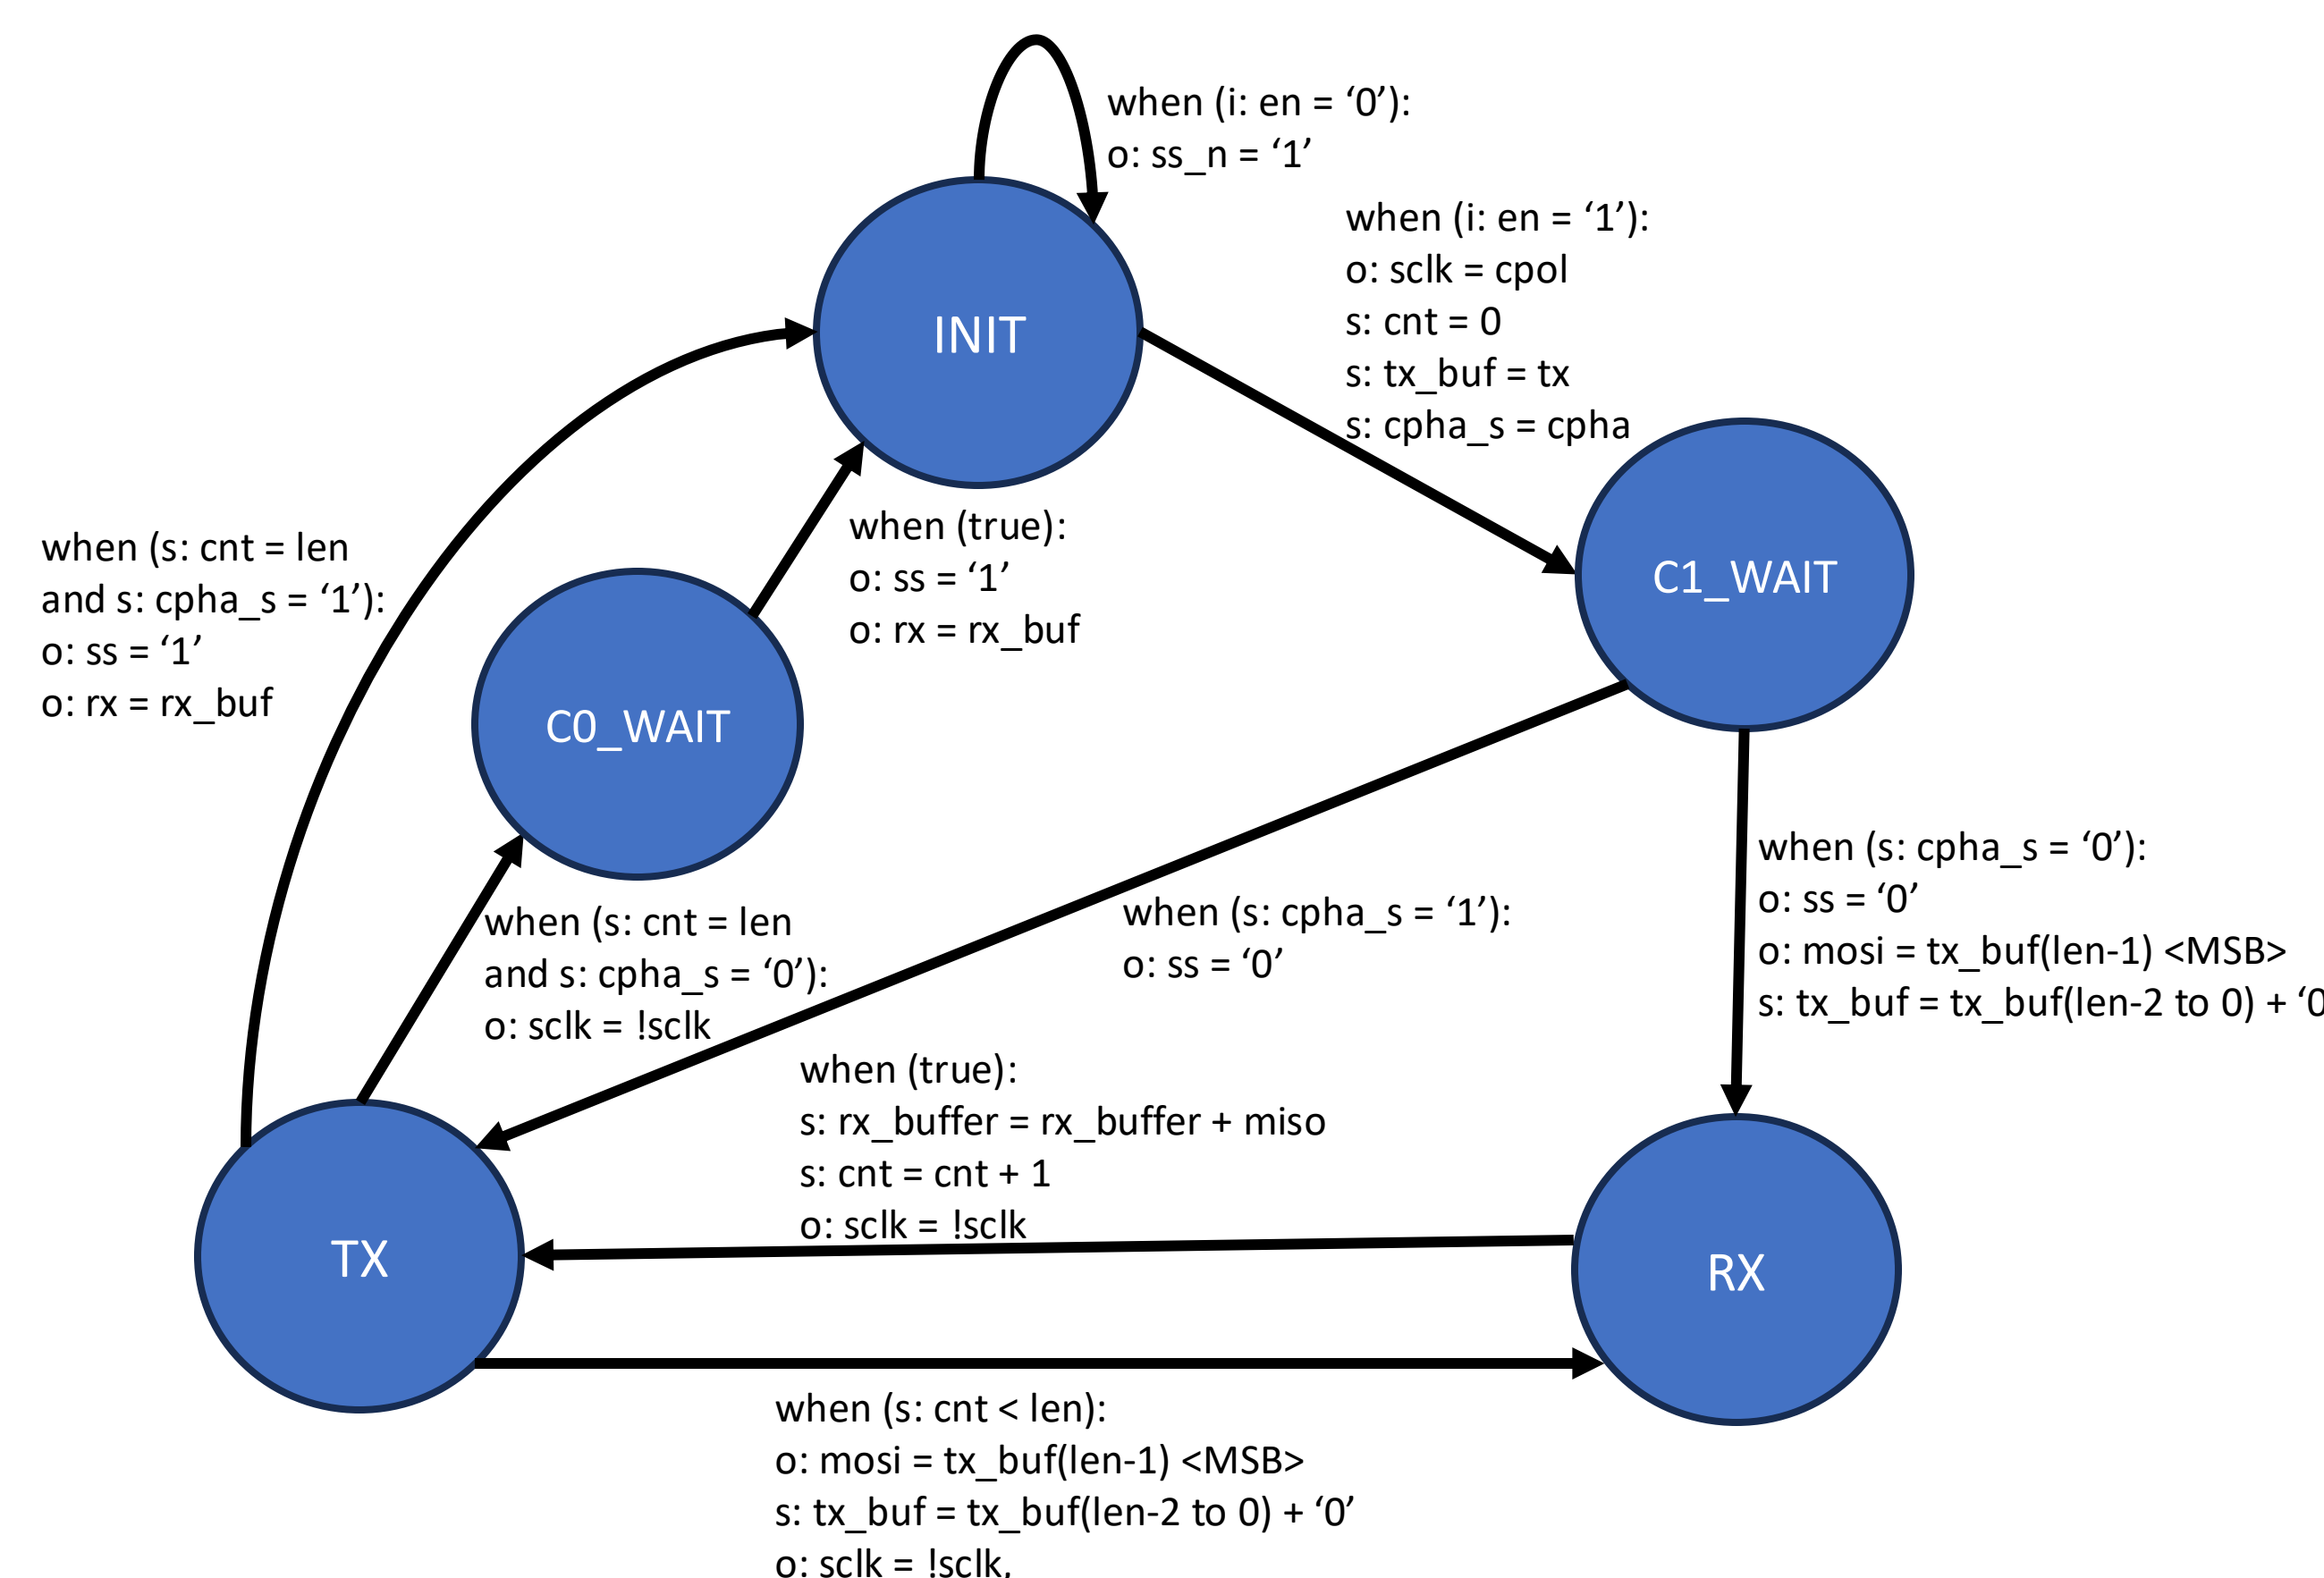 when (i: en = ‘0’):
o: ss_n = ‘1’
when (i: en = ‘1’):
o: sclk = cpol
s: cnt = 0
s: tx_buf = tx
s: cpha_s = cpha
INIT
C1_WAIT
when (s: cnt = len
and s: cpha_s = ‘1’):
o: ss = ‘1’
o: rx = rx_buf
when (true):
o: ss = ‘1’
o: rx = rx_buf
C0_WAIT
when (s: cpha_s = ‘0’):
o: ss = ‘0’
o: mosi = tx_buf(len-1) <MSB>
s: tx_buf = tx_buf(len-2 to 0) + ‘0
when (s: cnt = len
and s: cpha_s = ‘0’):
o: sclk = !sclk
when (s: cpha_s = ‘1’):
o: ss = ‘0’
when (true):
s: rx_buffer = rx_buffer + miso
s: cnt = cnt + 1
o: sclk = !sclk
TX
RX
when (s: cnt < len):
o: mosi = tx_buf(len-1) <MSB>
s: tx_buf = tx_buf(len-2 to 0) + ‘0’
o: sclk = !sclk,